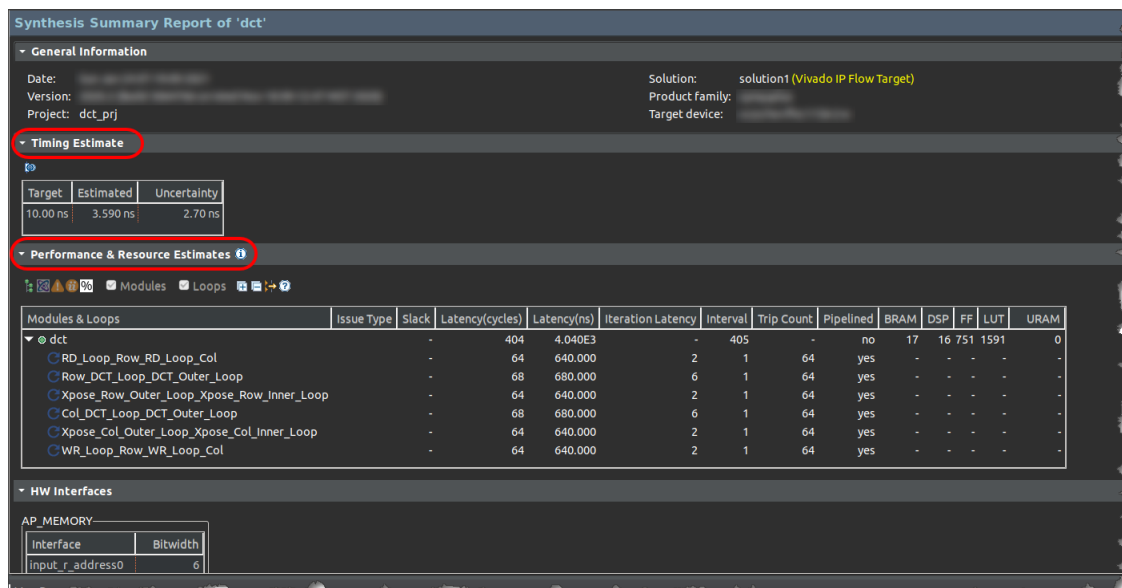 Synthesis Summary Report of 'dct'
General Information
Date:
Solution: solution1 (Vivado IP Flow Target)
Version:
Product family:
Project: dct_prj
Target device:
Timing Estimate
Target Estimated Uncertainty
10.00 ns 3.590 ns 2.70 ns
Performance & Resource Estimates
% Modules Loops
Modules & Loops Issue Type Slack Latency(cycles) Latency(ns) Iteration Latency Interval Trip Count Pipelined BRAM DSP FF LUT URAM
dct - 404 4.040E3 - 405 - no 17 16 751 1591 0
RD_Loop_Row_RD_Loop_Col - 64 640.000 2 1 64 yes - - - - -
Row_DCT_Loop_DCT_Outer_Loop - 68 680.000 6 1 64 yes - - - - -
Xpose_Row_Outer_Loop_Xpose_Row_Inner_Loop - 64 640.000 2 1 64 yes - - - - -
Col_DCT_Loop_DCT_Outer_Loop - 68 680.000 6 1 64 yes - - - - -
Xpose_Col_Outer_Loop_Xpose_Col_Inner_Loop - 64 640.000 2 1 64 yes - - - - -
WR_Loop_Row_WR_Loop_Col - 64 640.000 2 1 64 yes - - - - -
HW Interfaces
AP_MEMORY
Interface Bitwidth
input_r_address0 6